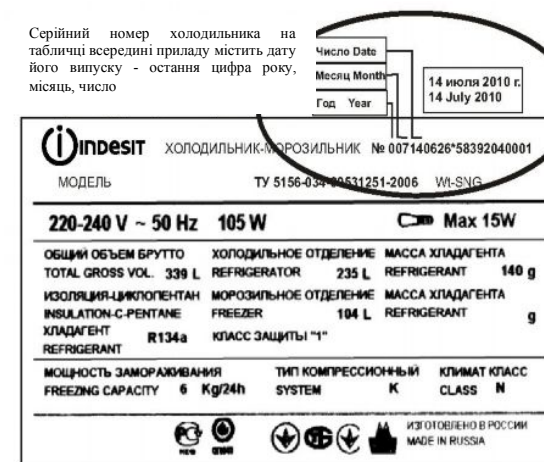 Серійний номер холодильника на
табличці всередині приладу містить дату
його випуску - остання цифра року,
місяць, число
Число Date
Месяц Month
Год Year
14 июля 2010 г.
14 July 2010
indesit ХОЛОДИЛЬНИК-МОРОЗИЛЬНИК № 007140626*58392040001
МОДЕЛЬ ТУ 5156-034-00631251-2006 Wt-SNG
220-240 V ~ 50 Hz 105 W Max 15W
ОБЩИЙ ОБЪЕМ БРУТТО ХОЛОДИЛЬНОЕ ОТДЕЛЕНИЕ МАССА ХЛАДАГЕНТА
TOTAL GROSS VOL. 339 L REFRIGERATOR 235 L REFRIGERANT 140 g
ИЗОЛЯЦИЯ-ЦИКЛОПЕНТАН МОРОЗИЛЬНОЕ ОТДЕЛЕНИЕ МАССА ХЛАДАГЕНТА
INSULATION-C-PENTANE FREEZER 104 L REFRIGERANT g
ХЛАДАГЕНТ R134a КЛАСС ЗАЩИТЫ "1"
REFRIGERANT
МОЩНОСТЬ ЗАМОРАЖИВАНИЯ ТИП КОМПРЕССИОННЫЙ КЛИМАТ КЛАСС
FREEZING CAPACITY 6 Kg/24h SYSTEM K CLASS N
ИЗГОТОВЛЕНО В РОССИИ
MADE IN RUSSIA